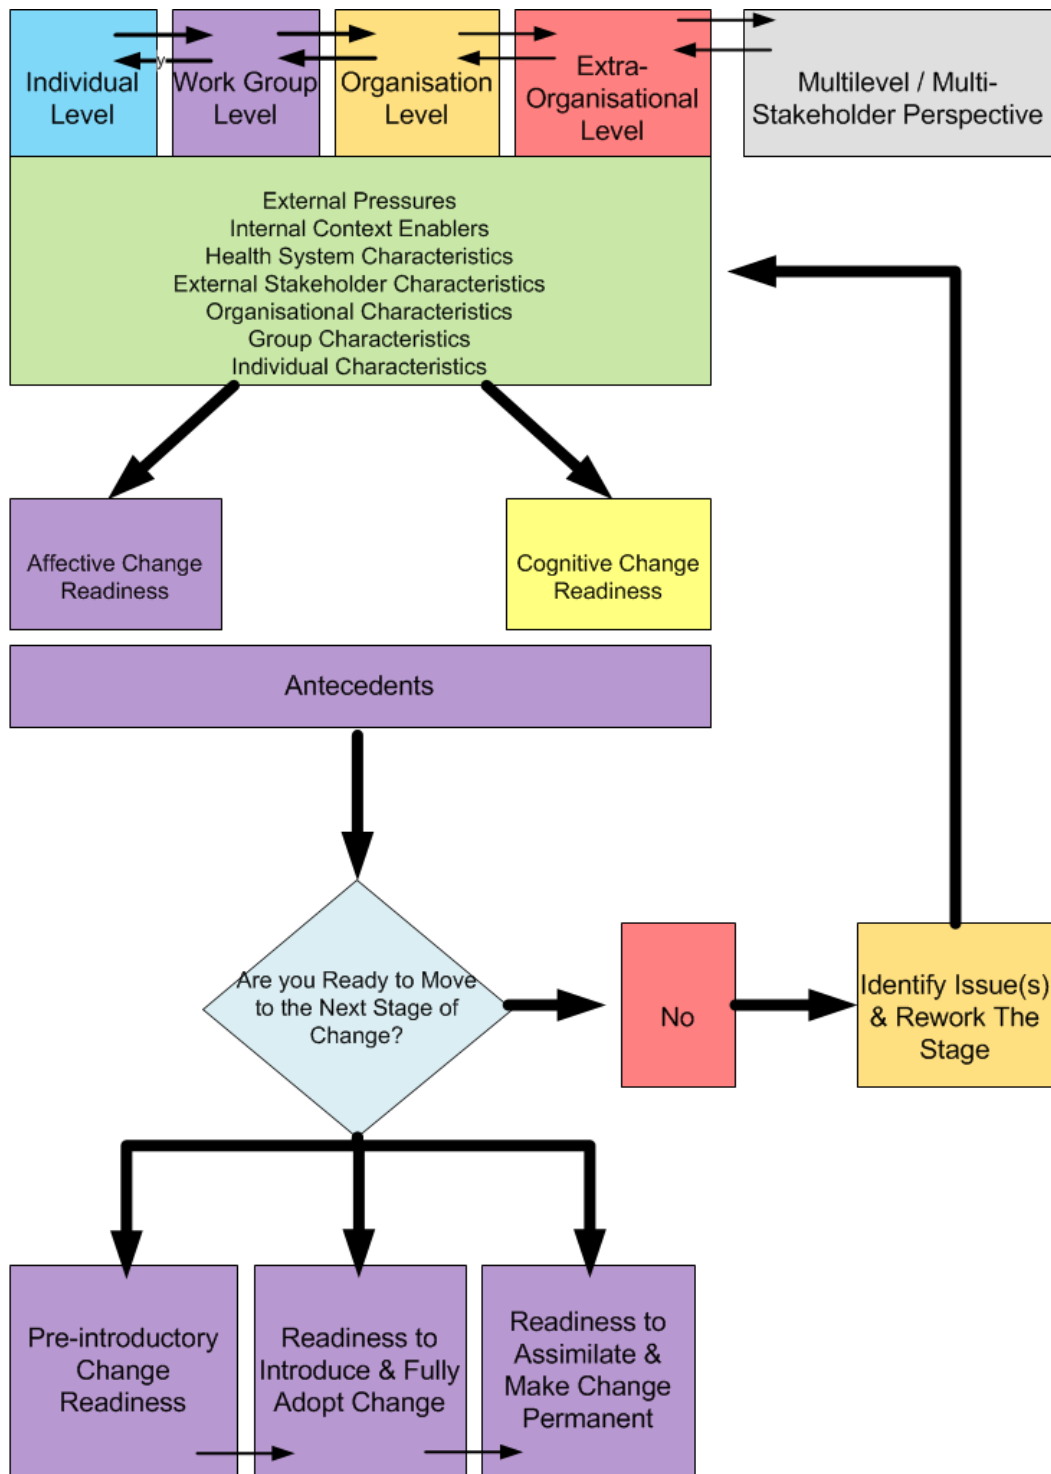 Individual
Level
y
Work Group
Level
Organisation
Level
Extra-
Organisational
Level
Multilevel / Multi-
Stakeholder Perspective
External Pressures
Internal Context Enablers
Health System Characteristics
External Stakeholder Characteristics
Organisational Characteristics
Group Characteristics
Individual Characteristics
Affective Change
Readiness
Cognitive Change
Readiness
Antecedents
Are you Ready to Move
to the Next Stage of
Change?
No
Identify Issue(s)
& Rework The
Stage
Pre-introductory
Change
Readiness
Readiness to
Introduce & Fully
Adopt Change
Readiness to
Assimilate &
Make Change
Permanent